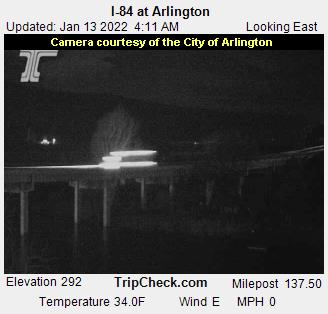 I-84 at Arlington
Updated: Jan 13 2022 4:11 AM Looking East
Camera courtesy of the City of Arlington
Elevation 292 TripCheck.com Milepost 137.50
Temperature 34.0F Wind E MPH 0